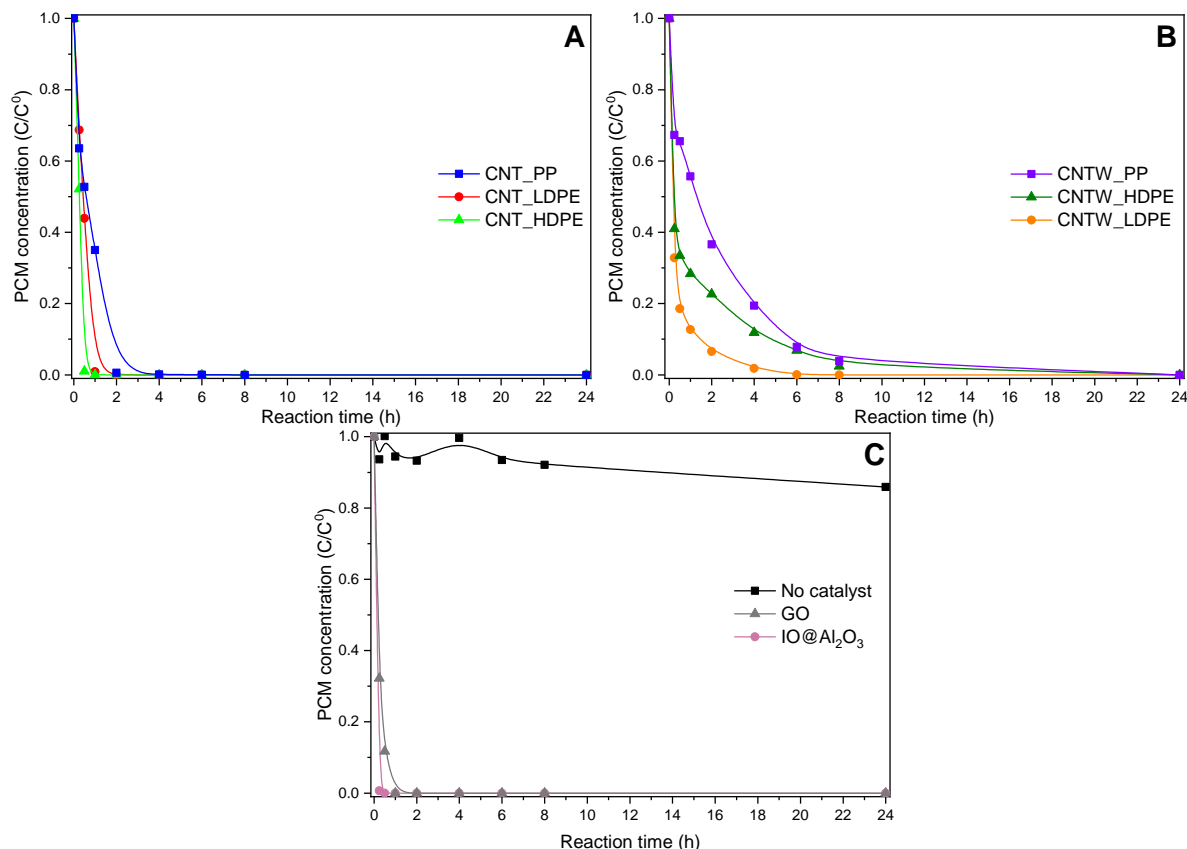 A
PCM concentration (C/C⁰)
1.0
0.8
0.6
0.4
0.2
0.0
CNT_PP
CNT_LDPE
CNT_HDPE
0 2 4 6 8 10 12 14 16 18 20 22 24
Reaction time (h)
B
PCM concentration (C/C⁰)
1.0
0.8
0.6
0.4
0.2
0.0
CNTW_PP
CNTW_HDPE
CNTW_LDPE
0 2 4 6 8 10 12 14 16 18 20 22 24
Reaction time (h)
C
PCM concentration (C/C⁰)
1.0
0.8
0.6
0.4
0.2
0.0
No catalyst
GO
IO@Al₂O₃
0 2 4 6 8 10 12 14 16 18 20 22 24
Reaction time (h)